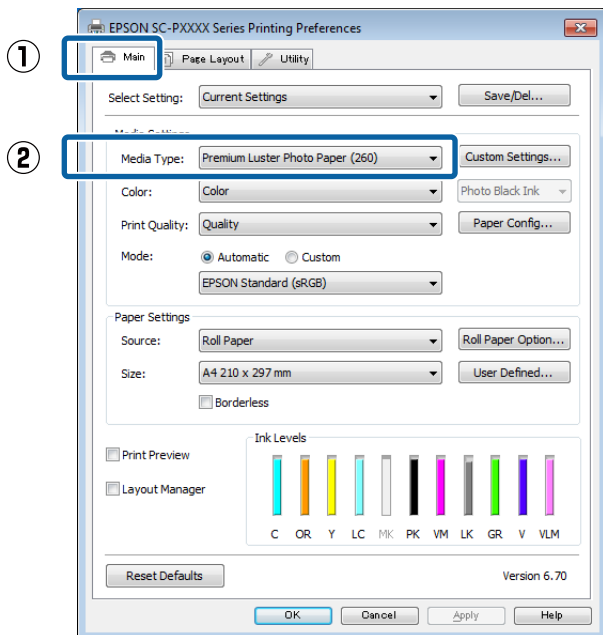 EPSON SC-PXXXX Series Printing Preferences
① Main Page Layout Utility
Select Setting: Current Settings Save/Del...
Media Settings
② Media Type: Premium Luster Photo Paper (260) Custom Settings...
Color: Color Photo Black Ink
Print Quality: Quality Paper Config...
Mode: Automatic Custom
EPSON Standard (sRGB)
Paper Settings
Source: Roll Paper Roll Paper Option...
Size: A4 210 x 297 mm User Defined...
Borderless
Ink Levels
Print Preview
Layout Manager
C OR Y LC MK PK VM LK GR V VLM
Reset Defaults Version 6.70
OK Cancel Apply Help